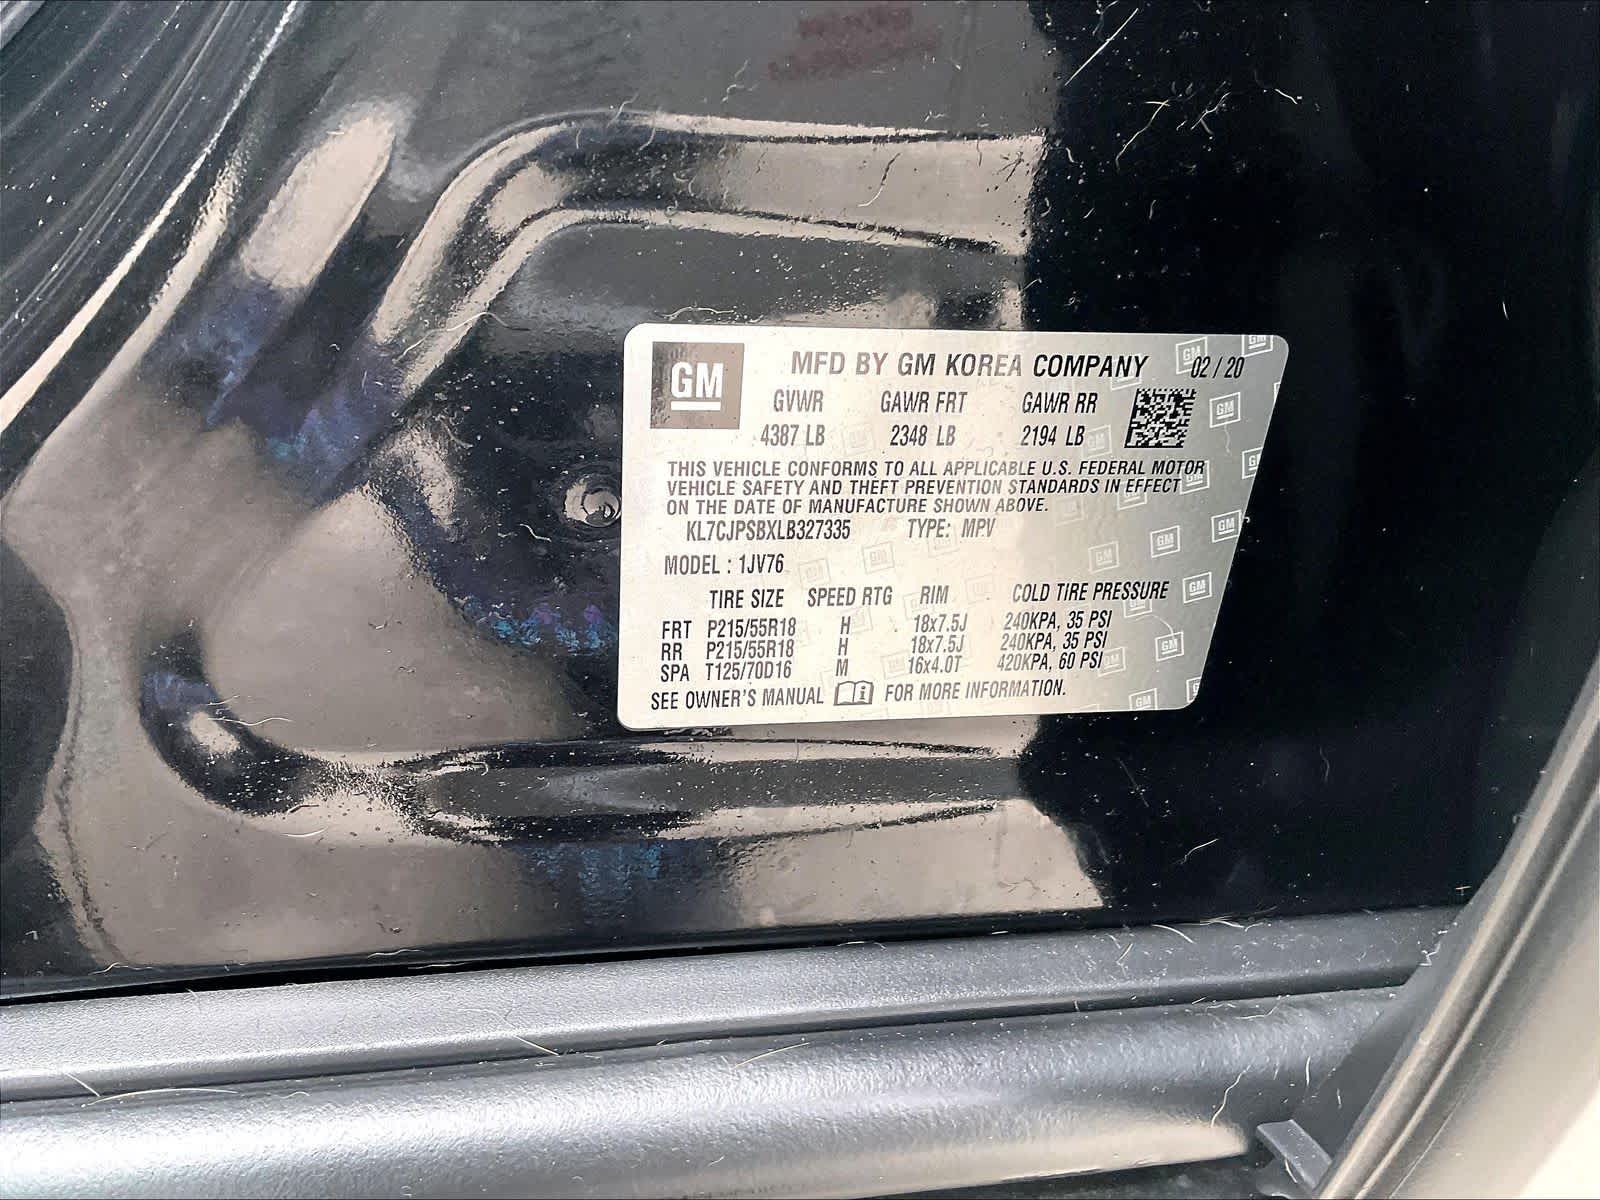 GM
MFD BY GM KOREA COMPANY 02 / 20
GVWR GAWR FRT GAWR RR
4387 LB 2348 LB 2194 LB
THIS VEHICLE CONFORMS TO ALL APPLICABLE U.S. FEDERAL MOTOR
VEHICLE SAFETY AND THEFT PREVENTION STANDARDS IN EFFECT
ON THE DATE OF MANUFACTURE SHOWN ABOVE.
KL7CJPSBXLB327335 TYPE: MPV
MODEL : 1JV76
TIRE SIZE SPEED RTG RIM COLD TIRE PRESSURE
FRT P215/55R18 H 18x7.5J 240KPA, 35 PSI
RR P215/55R18 H 18x7.5J 240KPA, 35 PSI
SPA T125/70D16 M 16x4.0T 420KPA, 60 PSI
SEE OWNER'S MANUAL FOR MORE INFORMATION.